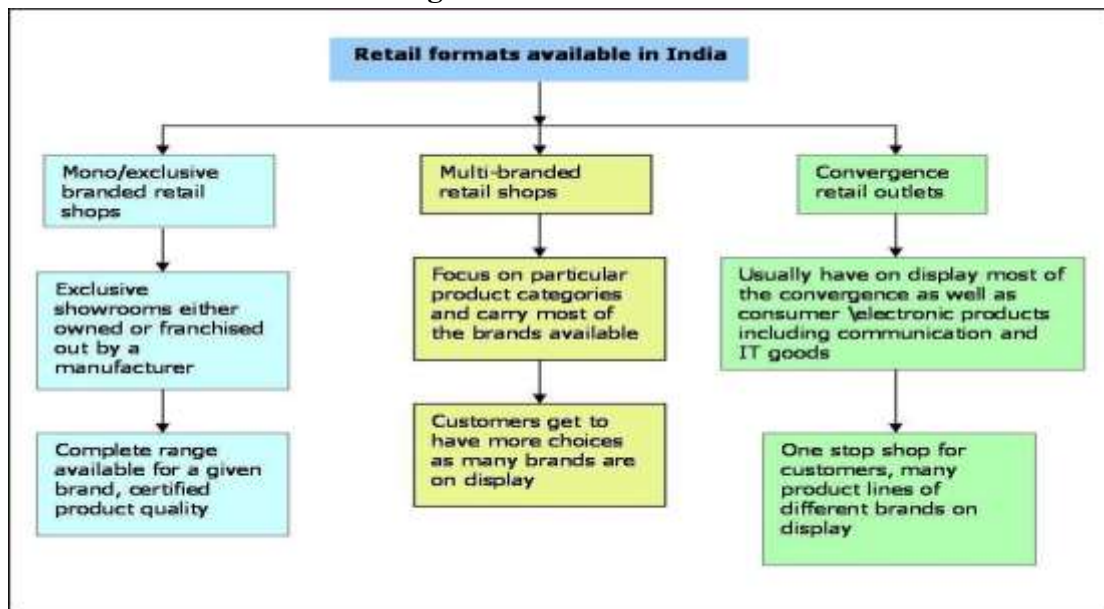 Retail formats available in India
Mono/exclusive
branded retail
shops
Exclusive
showrooms either
owned or franchised
out by a
manufacturer
Complete range
available for a given
brand, certified
product quality
Multi-branded
retail shops
Focus on particular
product categories
and carry most of
the brands available
Customers get to
have more choices
as many brands are
on display
Convergence
retail outlets
Usually have on display most of
the convergence as well as
consumer \electronic products
including communication and
IT goods
One stop shop for
customers, many
product lines of
different brands on
display